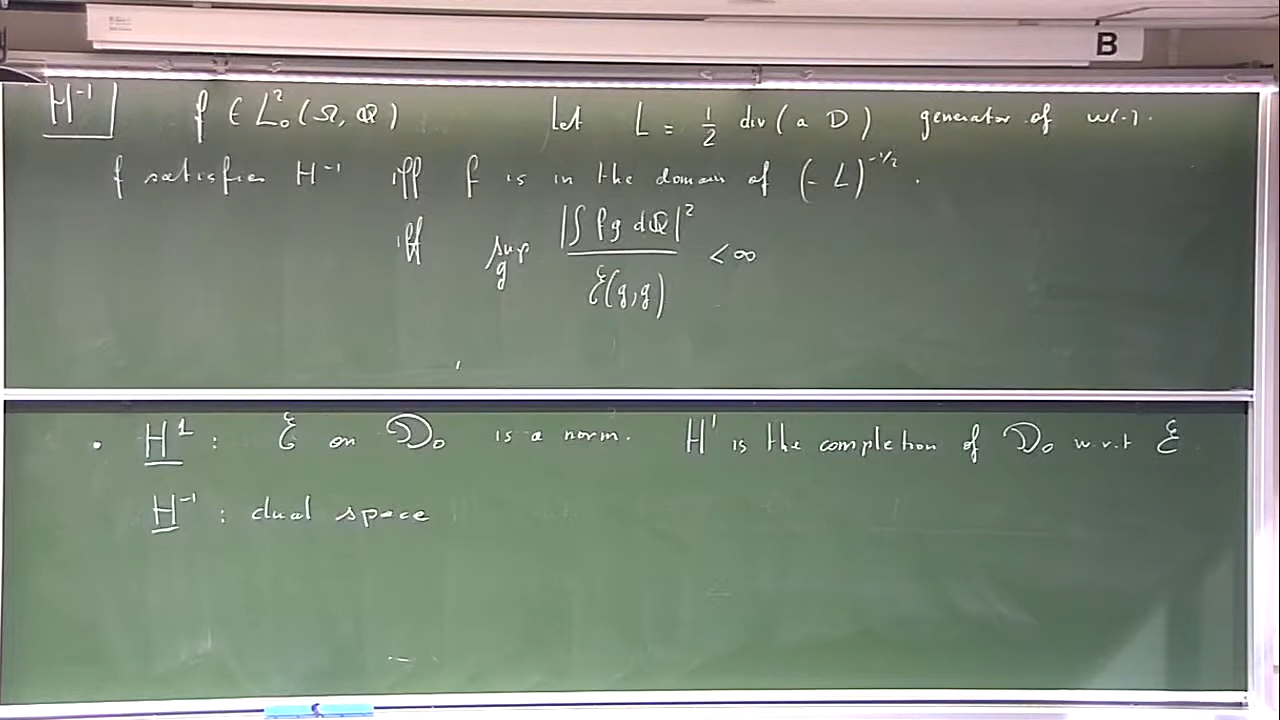 B
H⁻¹ f ∈ L²₀(Ω, ℚ) Let L = 1/2 div(a D) generator of ω(.).
f satisfies H⁻¹ iff f is in the domain of (-L)^{-1/2}.
iff sup_g |∫ f g dℚ|² / ℰ(g,g) < ∞
• H¹ : ℰ on 𝒟₀ is a norm. H¹ is the completion of 𝒟₀ w.r.t ℰ
H⁻¹ : dual space